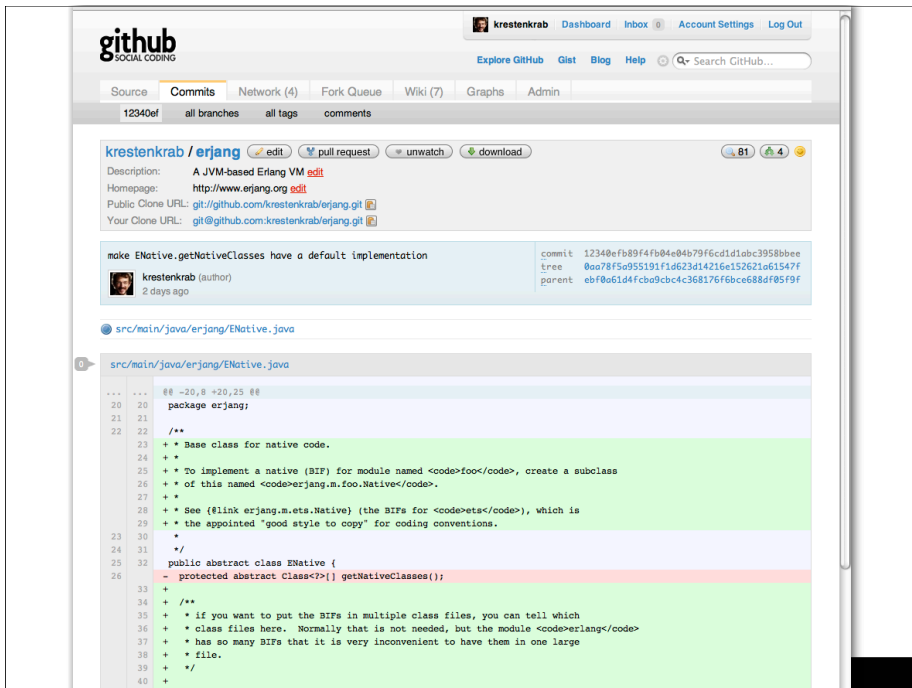 krestenkrab Dashboard Inbox 0 Account Settings Log Out
github
SOCIAL CODING
Explore GitHub Gist Blog Help Search GitHub...
Source Commits Network (4) Fork Queue Wiki (7) Graphs Admin
12340ef all branches all tags comments
krestenkrab / erjang edit pull request unwatch download 81 4
Description: A JVM-based Erlang VM edit
Homepage: http://www.erjang.org edit
Public Clone URL: git://github.com/krestenkrab/erjang.git
Your Clone URL: git@github.com:krestenkrab/erjang.git
make ENative.getNativeClasses have a default implementation
krestenkrab (author)
2 days ago
commit 12340efb89f4fb04e04b79f6cd1d1abc3958bbee
tree 0aa78f5a955191f1d623d14216e152621a61547f
parent ebf0a61d4fcba9cbc4c368176f6bce688df05f9f
src/main/java/erjang/ENative.java
0 src/main/java/erjang/ENative.java
... ... @@ -20,8 +20,25 @@
20 20 package erjang;
21 21
22 22 /**
23 + * Base class for native code.
24 + *
25 + * To implement a native (BIF) for module named <code>foo</code>, create a subclass
26 + * of this named <code>erjang.m.foo.Native</code>.
27 + *
28 + * See {@link erjang.m.ets.Native} (the BIFs for <code>ets</code>), which is
29 + * the appointed "good style to copy" for coding conventions.
23 30 *
24 31 */
25 32 public abstract class ENative {
26 - protected abstract Class<?>[] getNativeClasses();
33 +
34 + /**
35 + * if you want to put the BIFs in multiple class files, you can tell which
36 + * class files here. Normally that is not needed, but the module <code>erlang</code>
37 + * has so many BIFs that it is very inconvenient to have them in one large
38 + * file.
39 + */
40 +